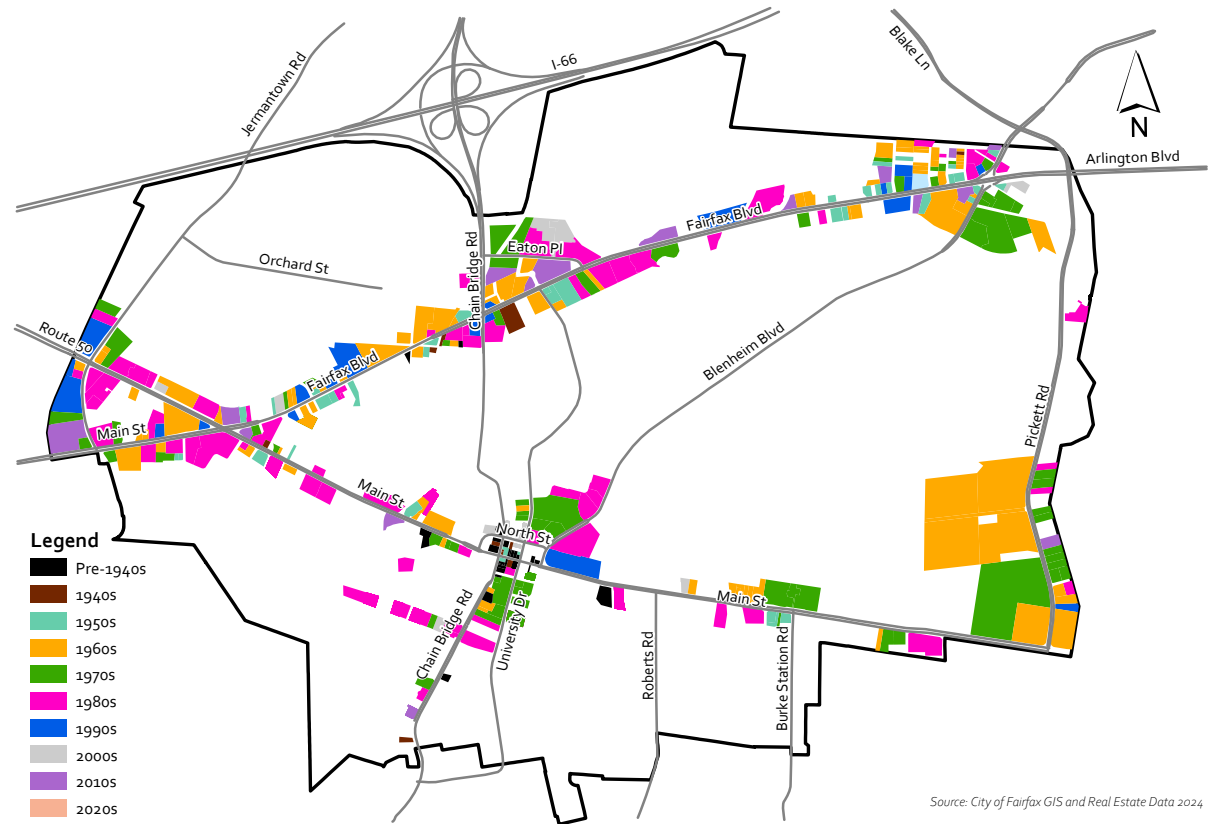 Blake Ln
I-66
Jermantown Rd
N
Arlington Blvd
Fairfax Blvd
Eaton Pl
Chain Bridge Rd
Orchard St
Route 50
Fairfax Blvd
Blenheim Blvd
Pickett Rd
Main St
Main St
North St
Main St
Chain Bridge Rd
University Dr
Roberts Rd
Burke Station Rd
Legend
Pre-1940s
1940s
1950s
1960s
1970s
1980s
1990s
2000s
2010s
2020s
Source: City of Fairfax GIS and Real Estate Data 2024